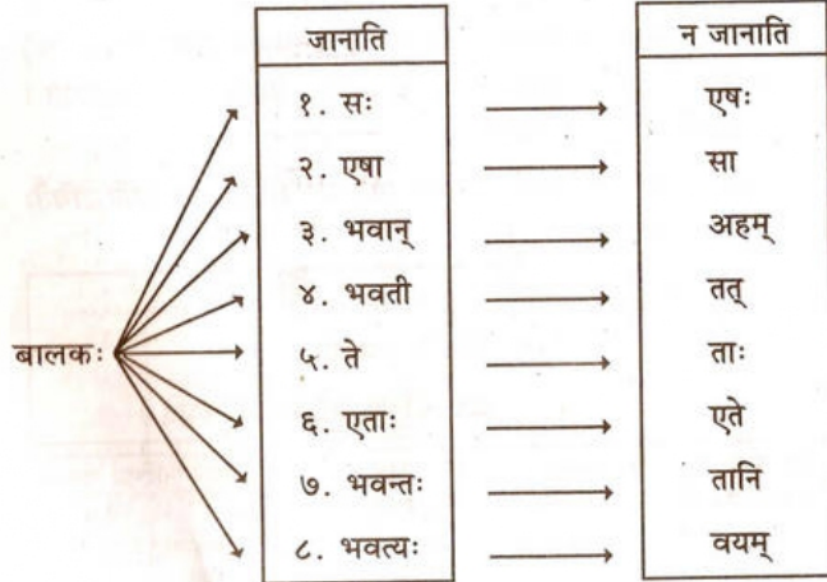 जानाति
न जानाति
१. सः
एषः
२. एषा
सा
३. भवान्
अहम्
४. भवती
तत्
बालकः
५. ते
ताः
६. एताः
एते
७. भवन्तः
तानि
८. भवत्यः
वयम्